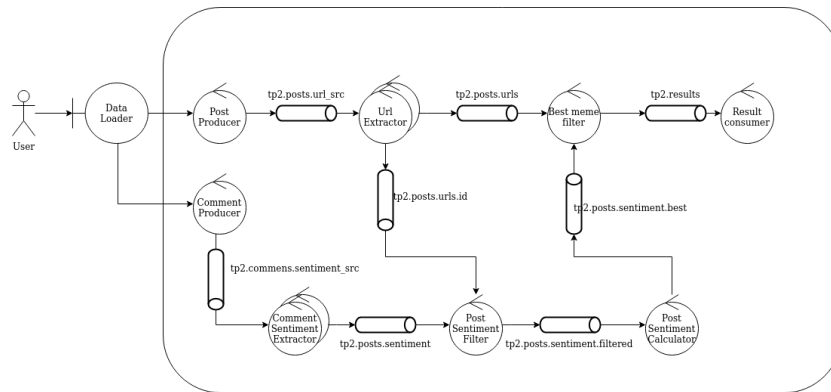 tp2.posts.url_src
tp2.posts.urls
tp2.results
User
Data
Loader
Post
Producer
Url
Extractor
Best meme
filter
Result
consumer
Comment
Producer
tp2.posts.urls.id
tp2.posts.sentiment.best
tp2.commens.sentiment_src
Comment
Sentiment
Extractor
tp2.posts.sentiment
Post
Sentiment
Filter
tp2.posts.sentiment.filtered
Post
Sentiment
Calculator